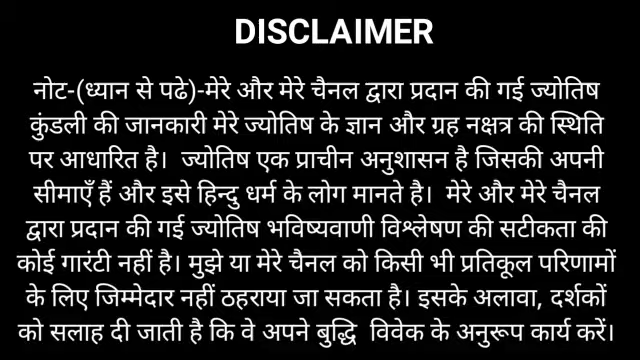 DISCLAIMER
नोट-(ध्यान से पढे)-मेरे और मेरे चैनल द्वारा प्रदान की गई ज्योतिष
कुंडली की जानकारी मेरे ज्योतिष के ज्ञान और ग्रह नक्षत्र की स्थिति
पर आधारित है। ज्योतिष एक प्राचीन अनुशासन है जिसकी अपनी
सीमाएँ हैं और इसे हिन्दु धर्म के लोग मानते है। मेरे और मेरे चैनल
द्वारा प्रदान की गई ज्योतिष भविष्यवाणी विश्लेषण की सटीकता की
कोई गारंटी नहीं है। मुझे या मेरे चैनल को किसी भी प्रतिकूल परिणामों
के लिए जिम्मेदार नहीं ठहराया जा सकता है। इसके अलावा, दर्शकों
को सलाह दी जाती है कि वे अपने बुद्धि विवेक के अनुरूप कार्य करें।